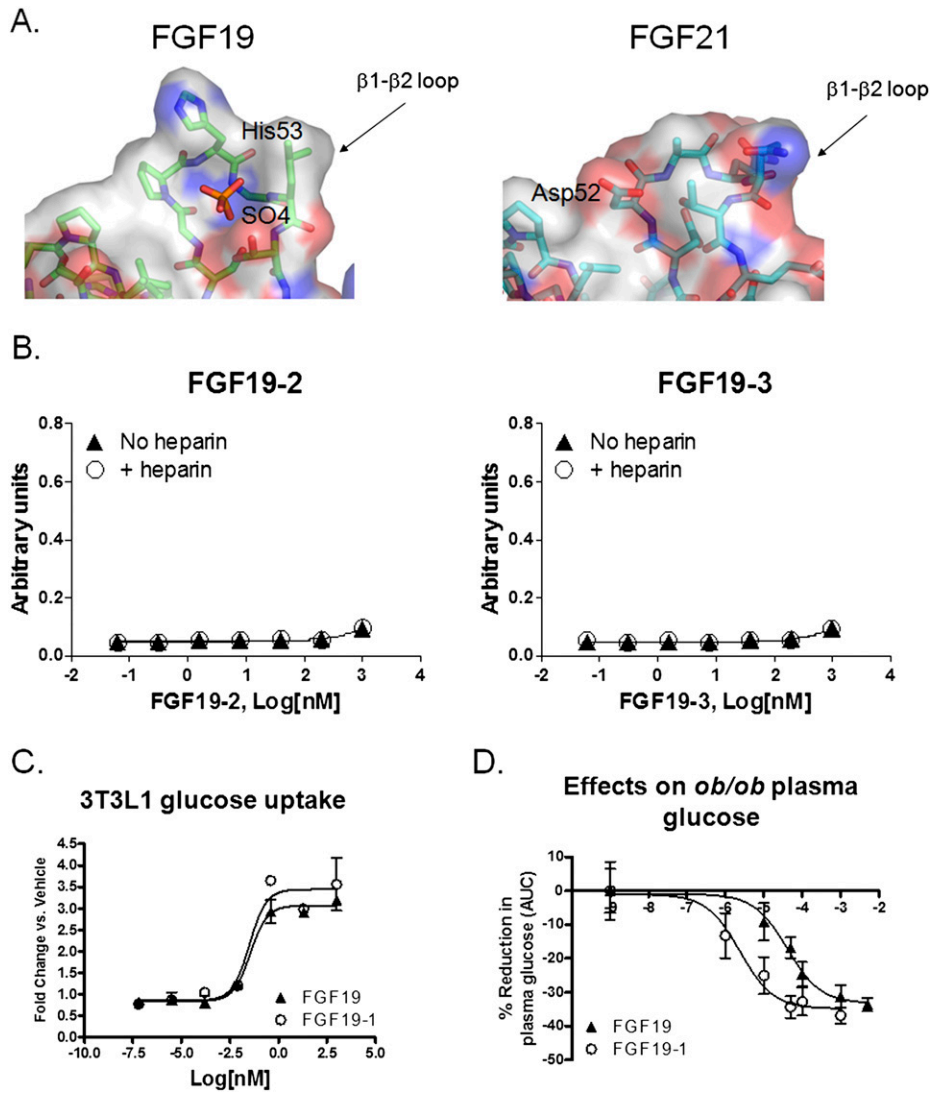 A.
FGF19
FGF21
β1-β2 loop
β1-β2 loop
His53
SO4
Asp52
B.
FGF19-2
FGF19-3
Arbitrary units
0.8
0.6
0.4
0.2
0.0
▲ No heparin
○ + heparin
-2 -1 0 1 2 3 4
FGF19-2, Log[nM]
Arbitrary units
0.8
0.6
0.4
0.2
0.0
▲ No heparin
○ + heparin
-2 -1 0 1 2 3 4
FGF19-3, Log[nM]
C.
3T3L1 glucose uptake
Fold Change vs. Vehicle
4.5
4.0
3.5
3.0
2.5
2.0
1.5
1.0
0.5
0.0
▲ FGF19
○ FGF19-1
-10.0 -7.5 -5.0 -2.5 0.0 2.5 5.0
Log[nM]
D.
Effects on ob/ob plasma
glucose
% Reduction in
plasma glucose (AUC)
10
0
-10
-20
-30
-40
-50
-9 -8 -7 -6 -5 -4 -3 -2
▲ FGF19
○ FGF19-1